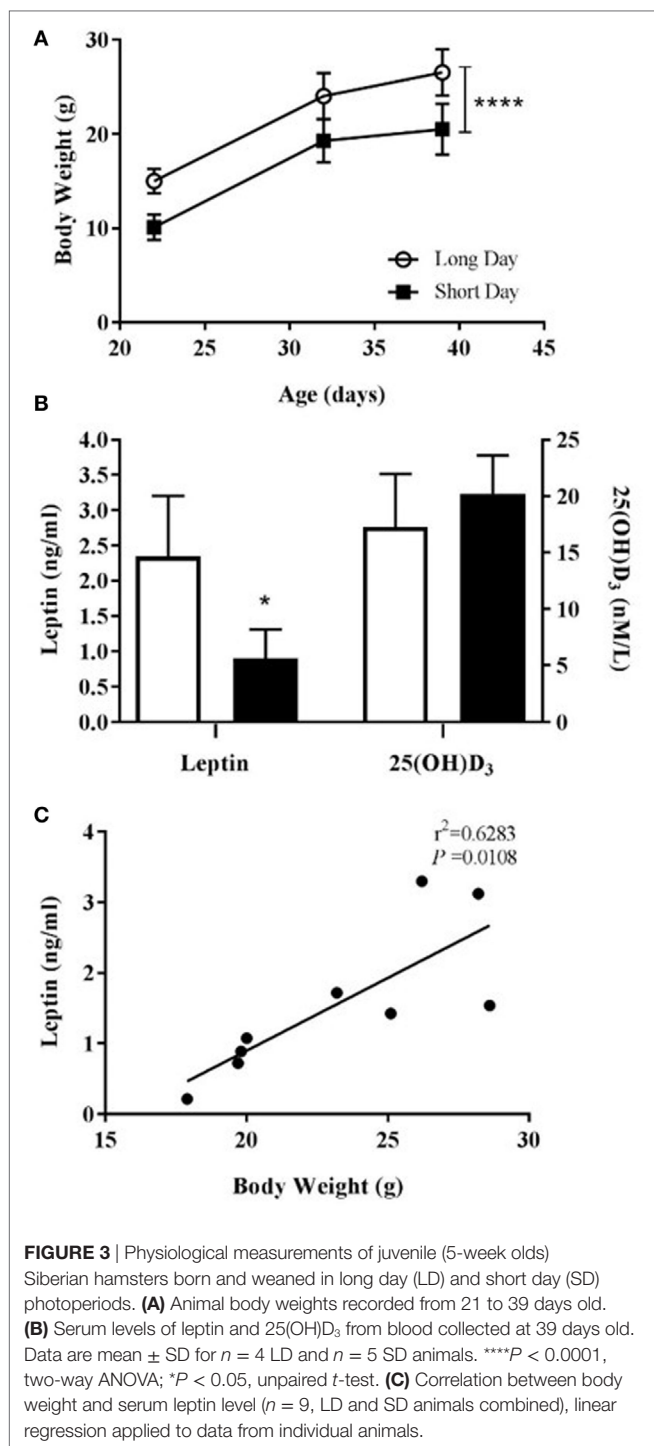 A
30
20
10
0
Body Weight (g)
****
Long Day
Short Day
20 25 30 35 40 45
Age (days)
B
4.0
3.5
3.0
2.5
2.0
1.5
1.0
0.5
0.0
Leptin (ng/ml)
*
25
20
15
10
5
0
25(OH)D₃ (nM/L)
Leptin 25(OH)D₃
C
r²=0.6283
P =0.0108
4
3
2
1
0
Leptin (ng/ml)
15 20 25 30
Body Weight (g)
FIGURE 3 | Physiological measurements of juvenile (5-week olds)
Siberian hamsters born and weaned in long day (LD) and short day (SD)
photoperiods. (A) Animal body weights recorded from 21 to 39 days old.
(B) Serum levels of leptin and 25(OH)D₃ from blood collected at 39 days old.
Data are mean ± SD for n = 4 LD and n = 5 SD animals. ****P < 0.0001,
two-way ANOVA; *P < 0.05, unpaired t-test. (C) Correlation between body
weight and serum leptin level (n = 9, LD and SD animals combined), linear
regression applied to data from individual animals.